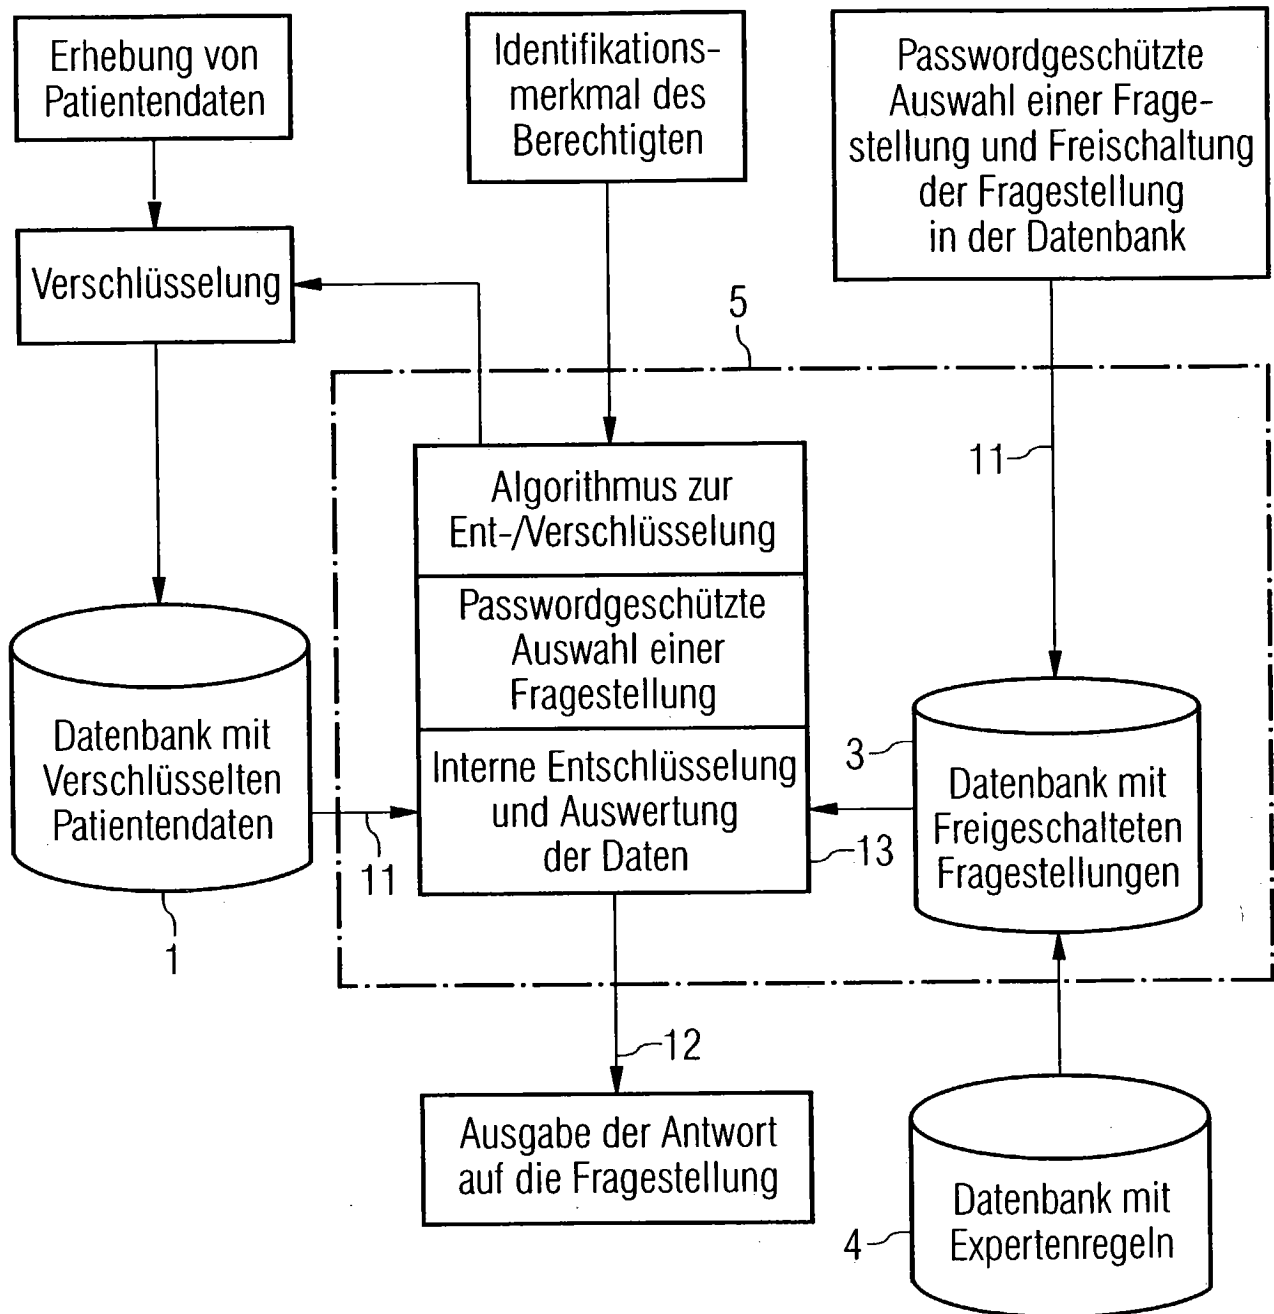 Erhebung von
Patientendaten
Identifikations-
merkmal des
Berechtigten
Passwordgeschützte
Auswahl einer Frage-
stellung und Freischaltung
der Fragestellung
in der Datenbank
Verschlüsselung
5
11
Algorithmus zur
Ent-/Verschlüsselung
Passwordgeschützte
Auswahl einer
Fragestellung
Interne Entschlüsselung
und Auswertung
der Daten
Datenbank mit
Verschlüsselten
Patientendaten
1
11
13
3
Datenbank mit
Freigeschalteten
Fragestellungen
12
Ausgabe der Antwort
auf die Fragestellung
4
Datenbank mit
Expertenregeln